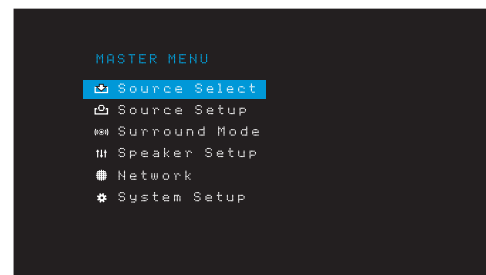 MASTER MENU
Source Select
Source Setup
Surround Mode
Speaker Setup
Network
System Setup